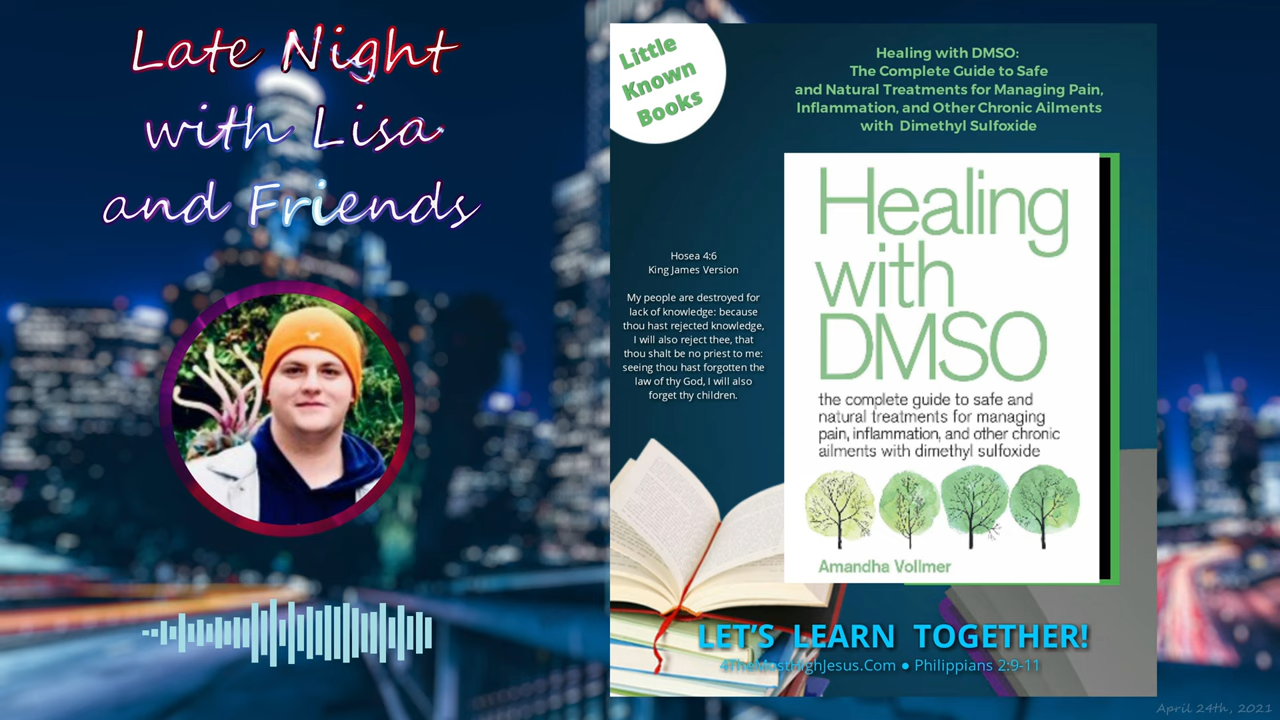 Late Night
with Lisa
and Friends
Little
Known
Books
Healing with DMSO:
The Complete Guide to Safe
and Natural Treatments for Managing Pain,
Inflammation, and Other Chronic Ailments
with Dimethyl Sulfoxide
Hosea 4:6
King James Version
My people are destroyed for
lack of knowledge: because
thou hast rejected knowledge,
I will also reject thee, that
thou shalt be no priest to me:
seeing thou hast forgotten the
law of thy God, I will also
forget thy children.
Healing
with
DMSO
the complete guide to safe and
natural treatments for managing
pain, inflammation, and other chronic
ailments with dimethyl sulfoxide
Amandha Vollmer
LET'S LEARN TOGETHER!
4TheMostHighJesus.Com ● Philippians 2:9-11
April 24th, 2021